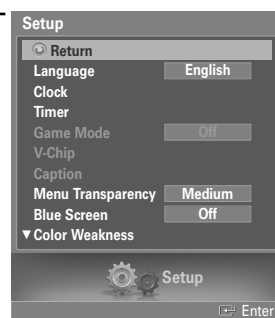 Setup
Return
Language English
Clock
Timer
Game Mode Off
V-Chip
Caption
Menu Transparency Medium
Blue Screen Off
▼Color Weakness
Setup
Enter